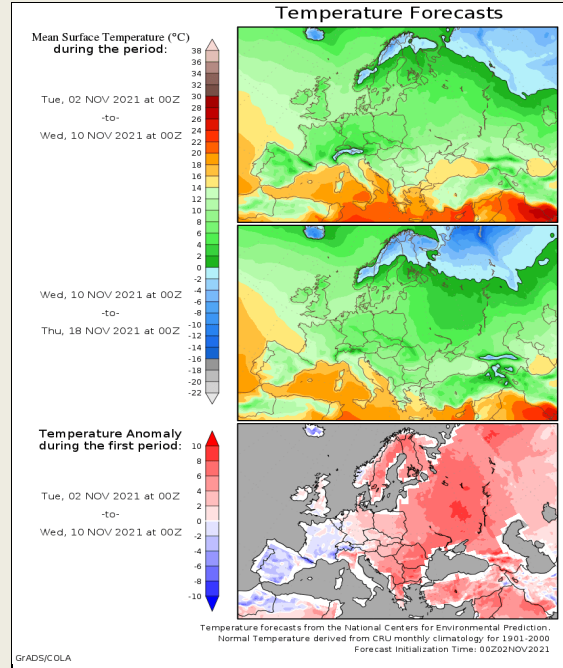 Temperature Forecasts
Mean Surface Temperature (°C)
during the period:
Tue, 02 NOV 2021 at 00Z
-to-
Wed, 10 NOV 2021 at 00Z
38
36
34
32
30
28
26
24
22
20
18
16
14
12
10
8
6
4
2
0
-2
-4
-6
-8
-10
-12
-14
-16
-18
-20
-22
Wed, 10 NOV 2021 at 00Z
-to-
Thu, 18 NOV 2021 at 00Z
Temperature Anomaly
during the first period:
Tue, 02 NOV 2021 at 00Z
-to-
Wed, 10 NOV 2021 at 00Z
10
8
6
4
2
0
-2
-4
-6
-8
-10
Temperature forecasts from the National Centers for Environmental Prediction.
Normal Temperature derived from CRU monthly climatology for 1901-2000
Forecast Initialization Time: 00Z02NOV2021
GrADS/COLA